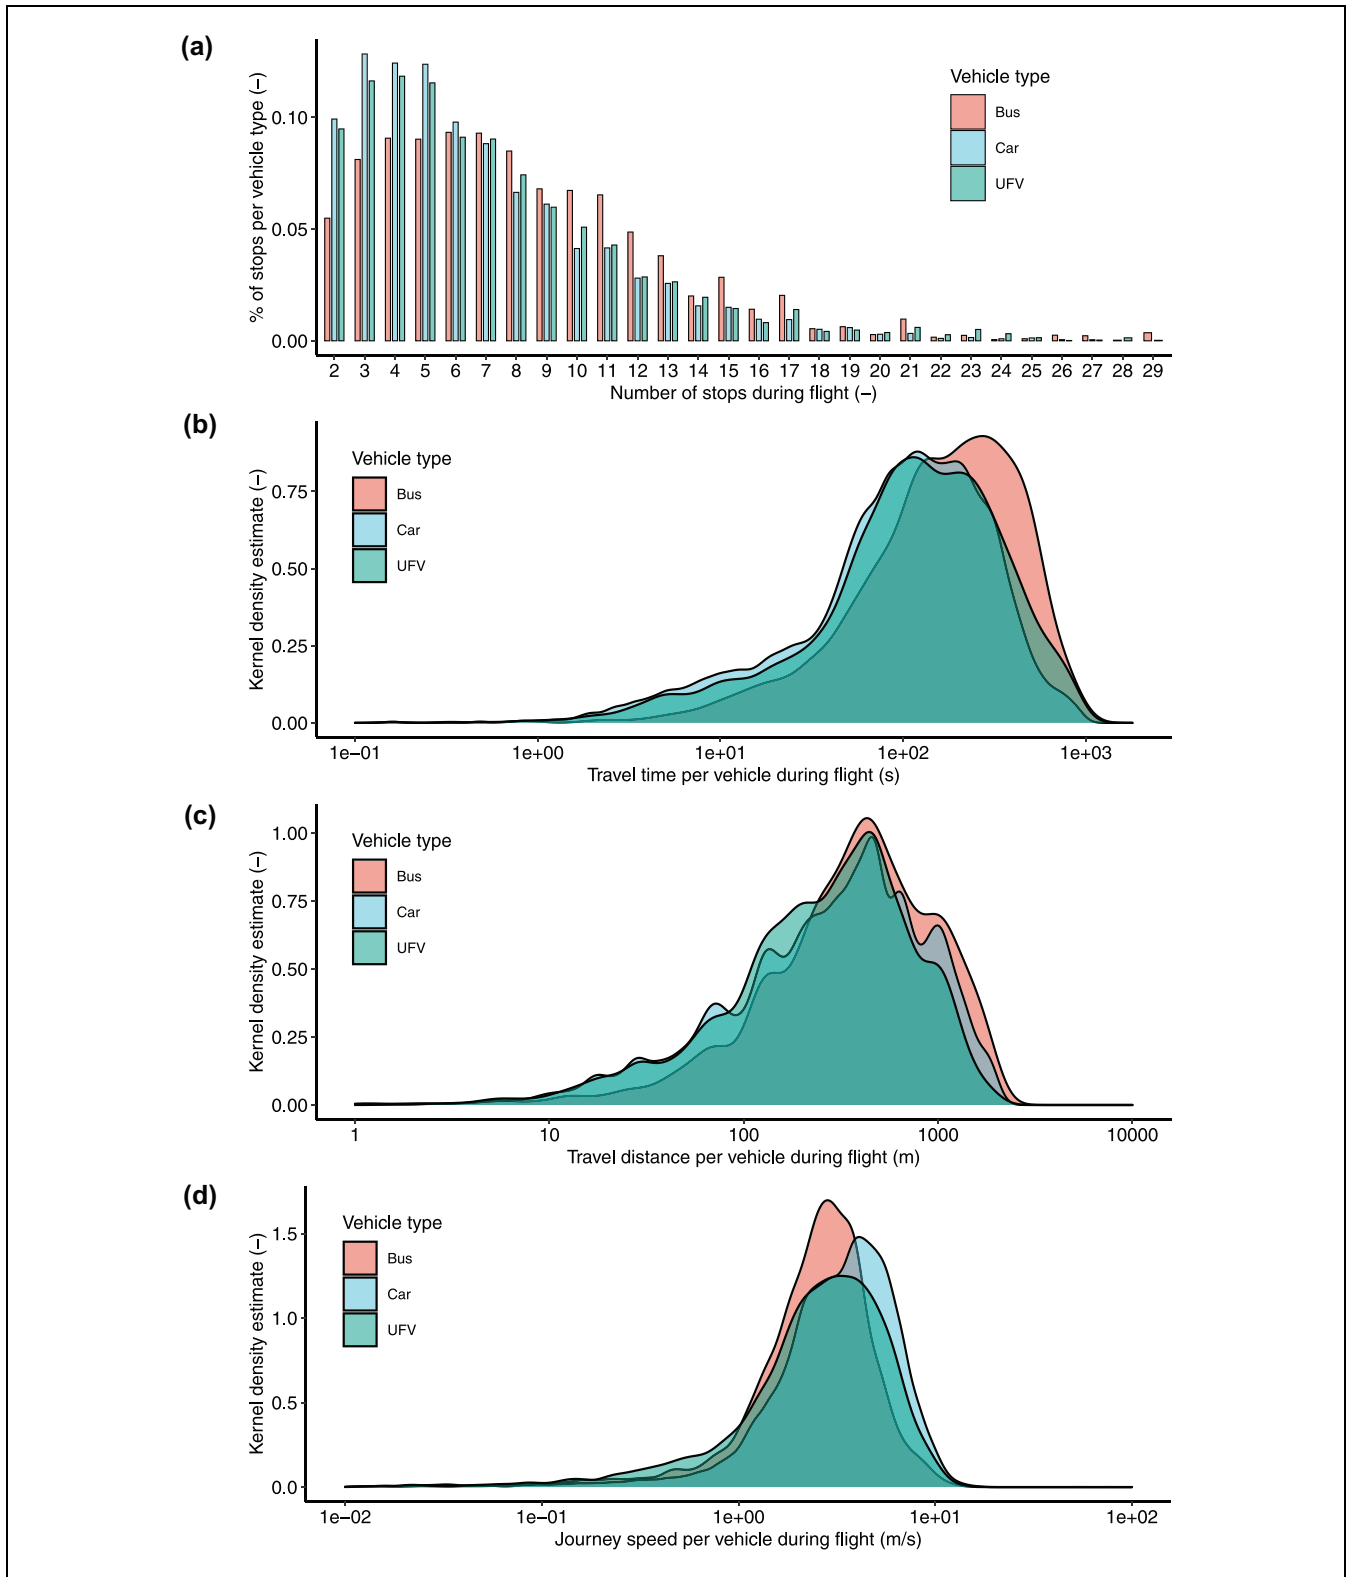 (a)
% of stops per vehicle type (−)
0.10
0.05
0.00
Vehicle type
Bus
Car
UFV
2 3 4 5 6 7 8 9 10 11 12 13 14 15 16 17 18 19 20 21 22 23 24 25 26 27 28 29
Number of stops during flight (−)
(b)
Kernel density estimate (−)
0.75
0.50
0.25
0.00
Vehicle type
Bus
Car
UFV
1e−01 1e+00 1e+01 1e+02 1e+03
Travel time per vehicle during flight (s)
(c)
Kernel density estimate (−)
1.00
0.75
0.50
0.25
0.00
Vehicle type
Bus
Car
UFV
1 10 100 1000 10000
Travel distance per vehicle during flight (m)
(d)
Kernel density estimate (−)
1.5
1.0
0.5
0.0
Vehicle type
Bus
Car
UFV
1e−02 1e−01 1e+00 1e+01 1e+02
Journey speed per vehicle during flight (m/s)